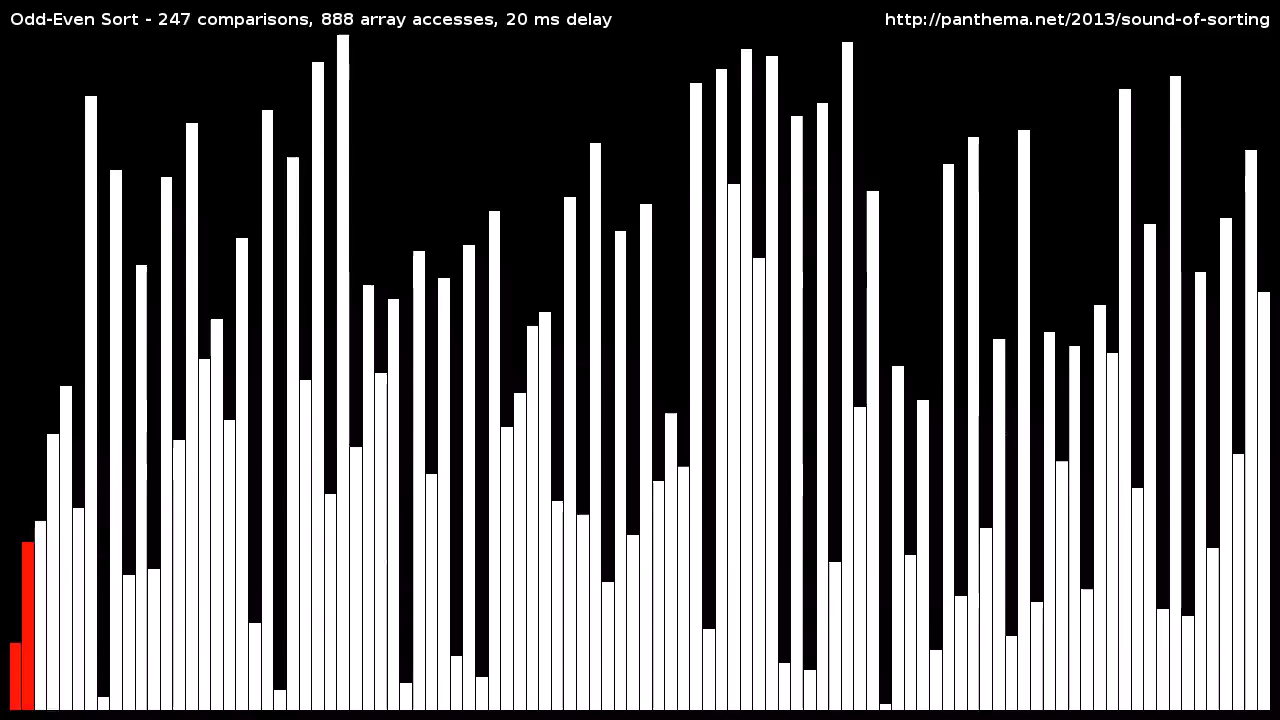 Odd-Even Sort - 247 comparisons, 888 array accesses, 20 ms delay
http://panthema.net/2013/sound-of-sorting